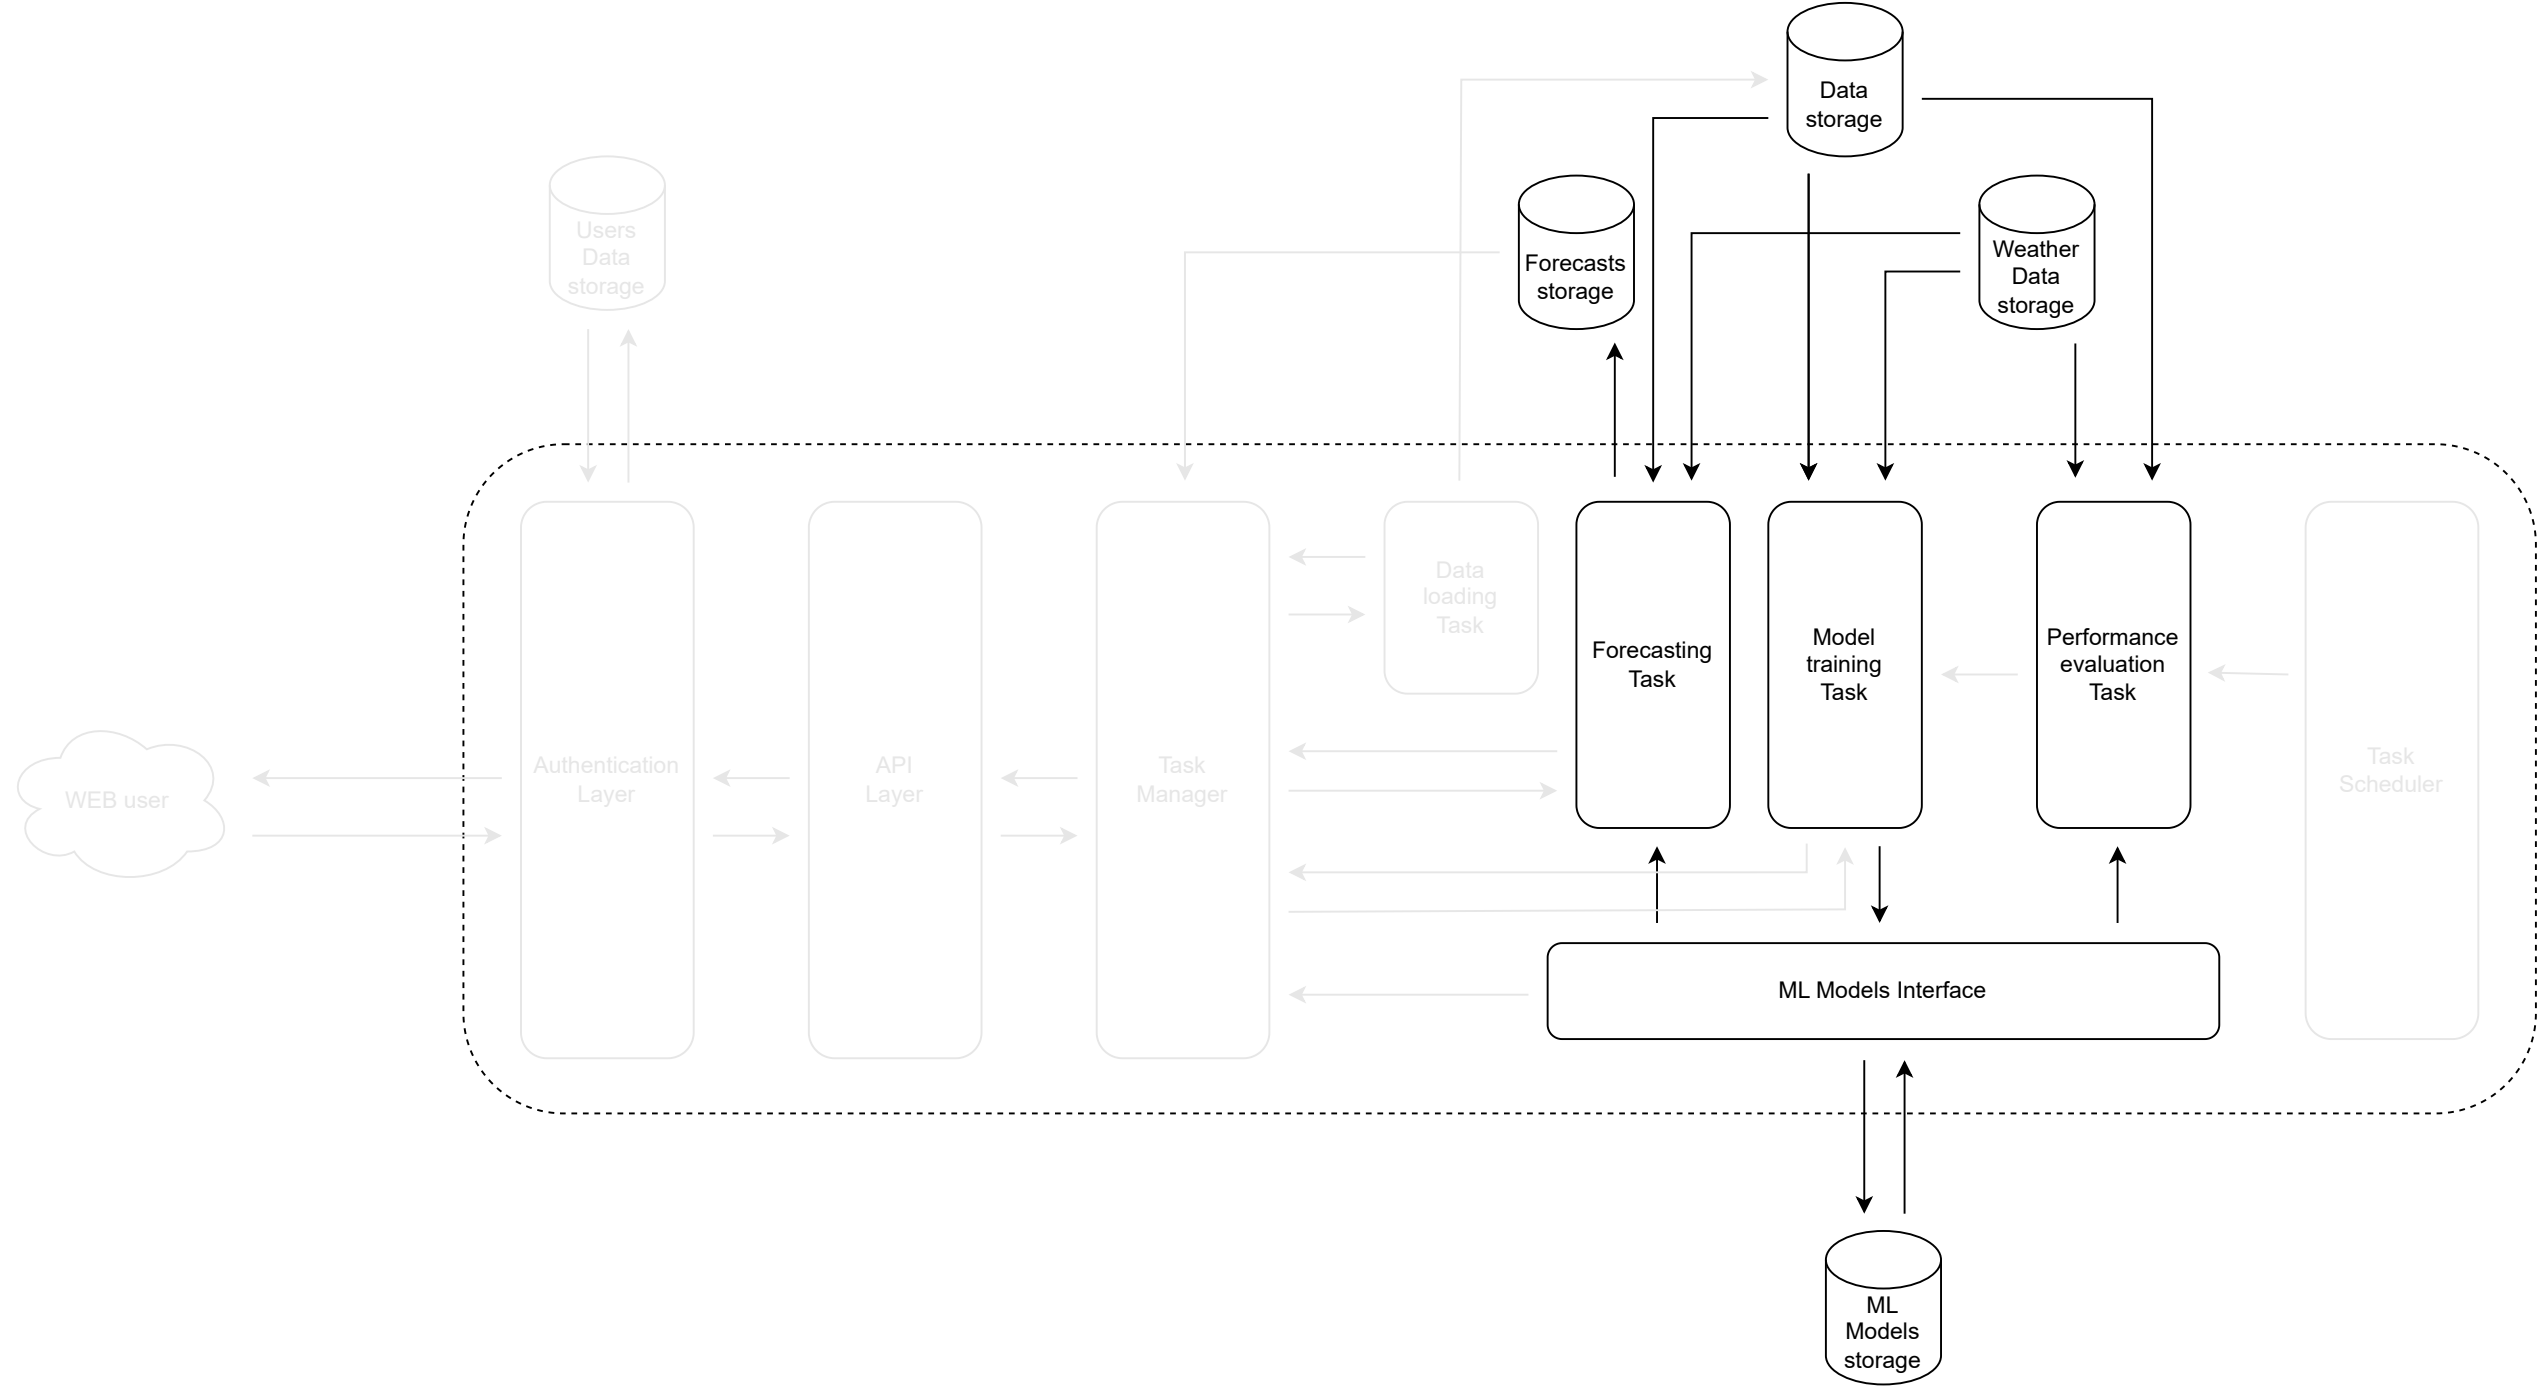 Data
storage
Users
Data
storage
Forecasts
storage
Weather
Data
storage
Data
loading
Task
Forecasting
Task
Model
training
Task
Performance
evaluation
Task
WEB user
Authentication
Layer
API
Layer
Task
Manager
Task
Scheduler
ML Models Interface
ML
Models
storage